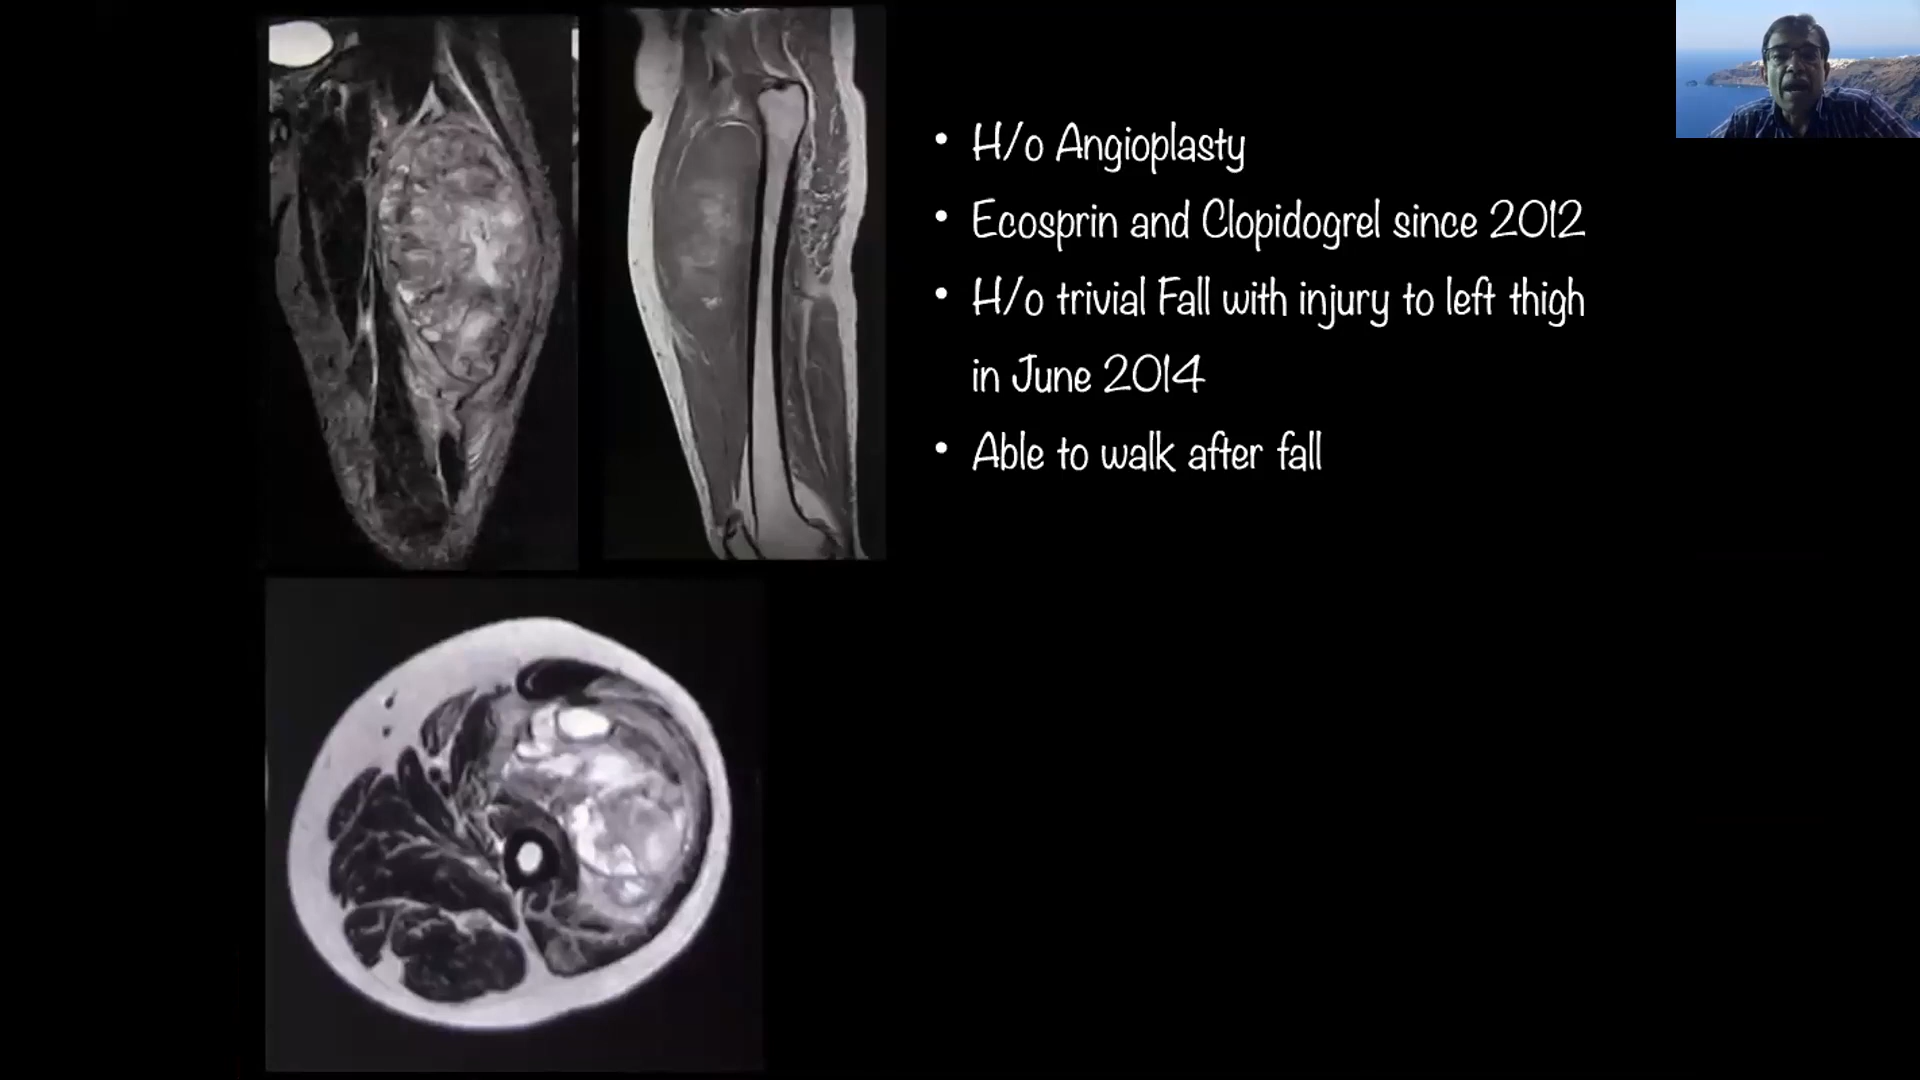 • H/o Angioplasty
• Ecosprin and Clopidogrel since 2012
• H/o trivial Fall with injury to left thigh
in June 2014
• Able to walk after fall